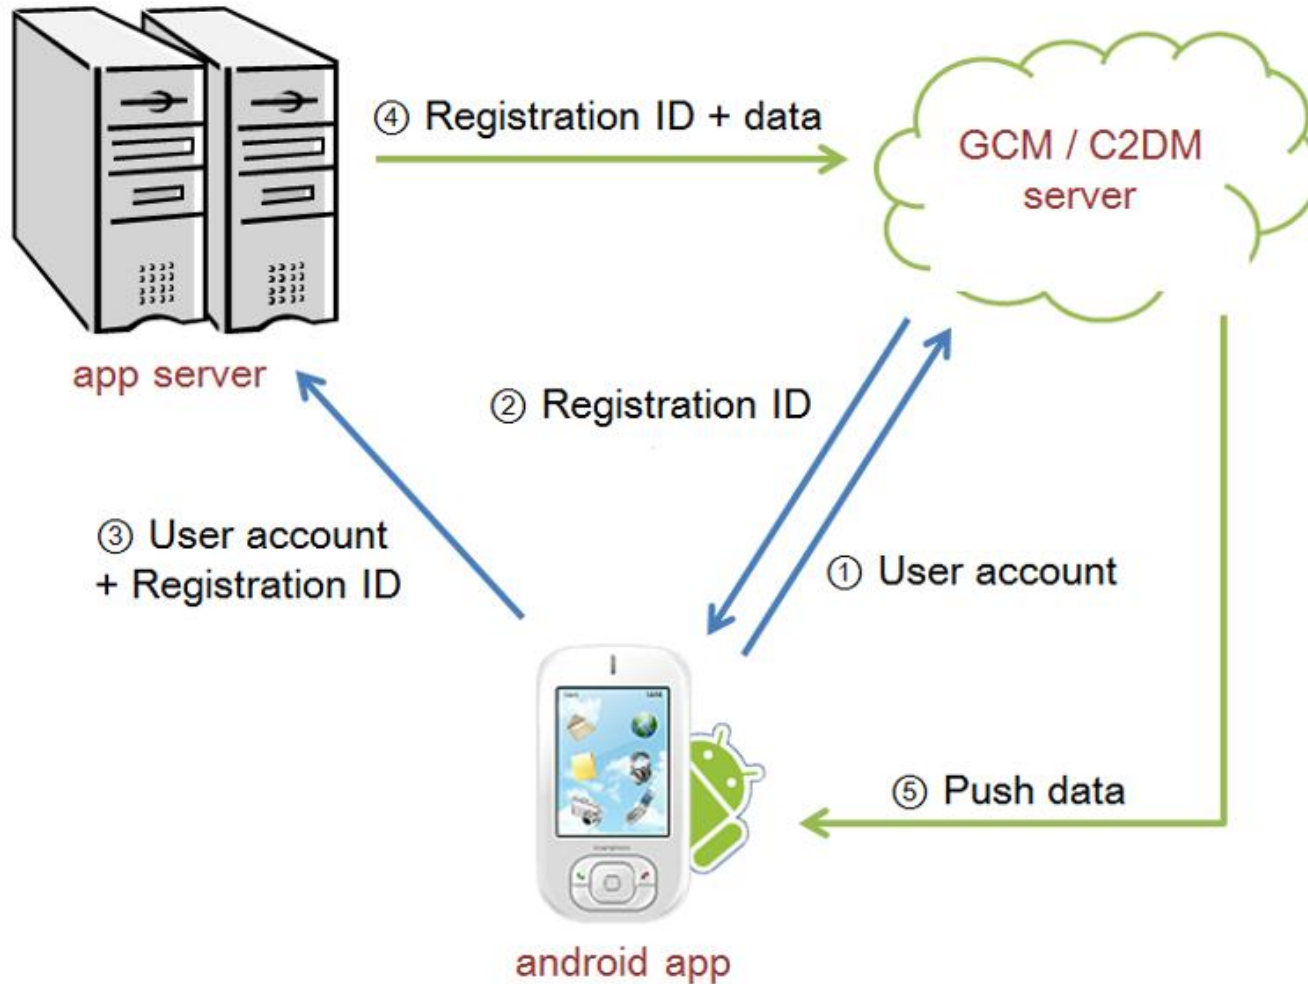 ④ Registration ID + data
GCM / C2DM
server
app server
② Registration ID
③ User account
+ Registration ID
① User account
⑤ Push data
android app